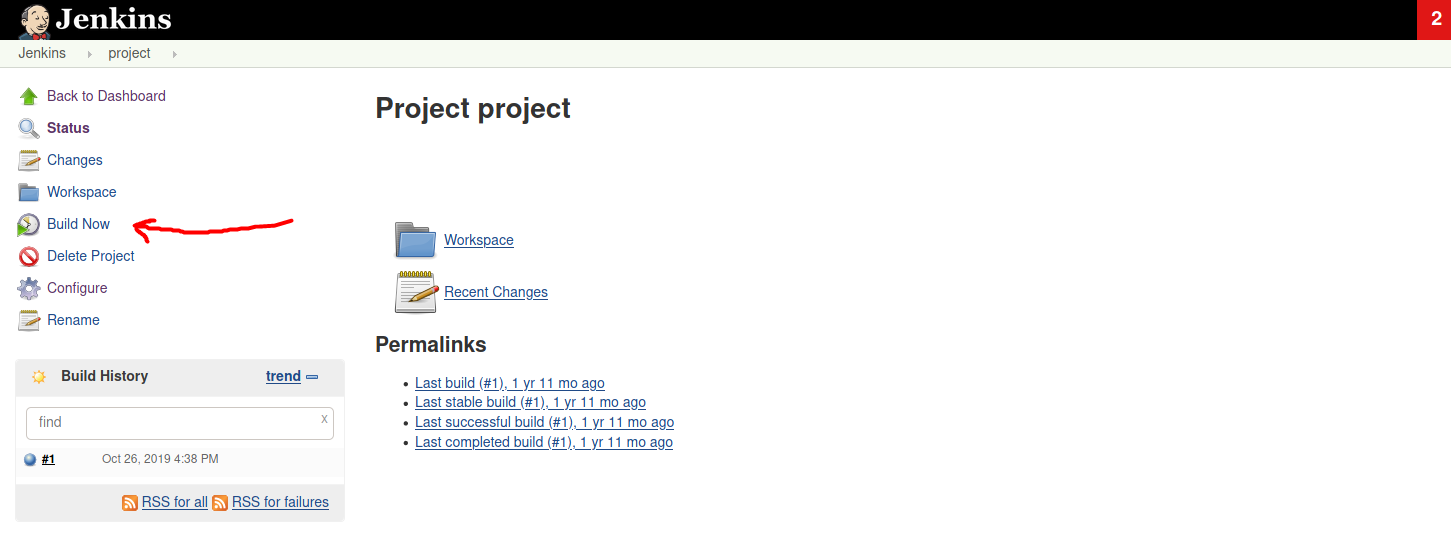 Jenkins
2
Jenkins project
Back to Dashboard
Status
Changes
Workspace
Build Now
Delete Project
Configure
Rename
Build History trend
find x
#1 Oct 26, 2019 4:38 PM
RSS for all RSS for failures
Project project
Workspace
Recent Changes
Permalinks
Last build (#1), 1 yr 11 mo ago
Last stable build (#1), 1 yr 11 mo ago
Last successful build (#1), 1 yr 11 mo ago
Last completed build (#1), 1 yr 11 mo ago